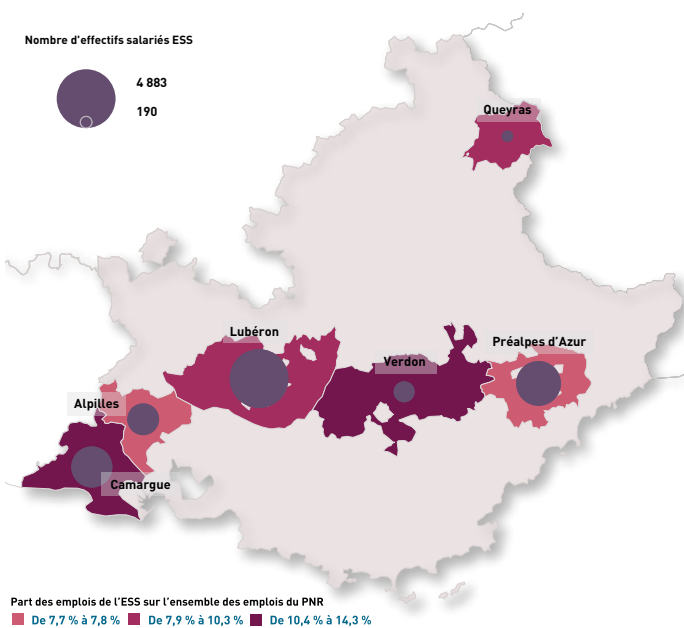 Nombre d'effectifs salariés ESS
4 883
190
Queyras
Lubéron
Préalpes d'Azur
Verdon
Alpilles
Camargue
Part des emplois de l'ESS sur l'ensemble des emplois du PNR
De 7,7 % à 7,8 % De 7,9 % à 10,3 % De 10,4 % à 14,3 %